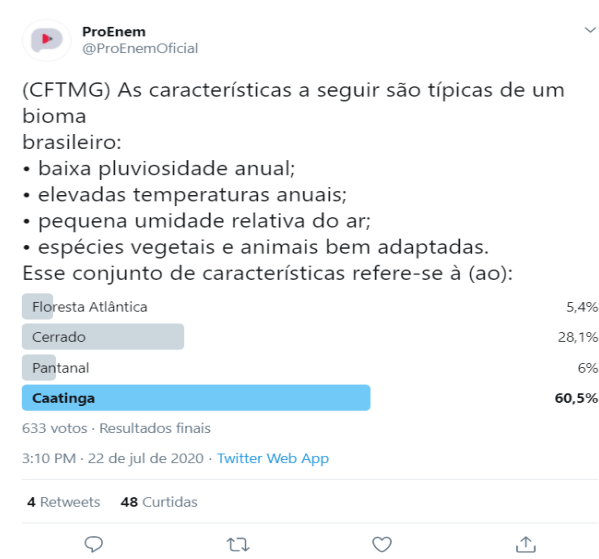 ProEnem
@ProEnemOficial
(CFTMG) As características a seguir são típicas de um
bioma
brasileiro:
• baixa pluviosidade anual;
• elevadas temperaturas anuais;
• pequena umidade relativa do ar;
• espécies vegetais e animais bem adaptadas.
Esse conjunto de características refere-se à (ao):
Floresta Atlântica 5,4%
Cerrado 28,1%
Pantanal 6%
Caatinga 60,5%
633 votos · Resultados finais
3:10 PM · 22 de jul de 2020 · Twitter Web App
4 Retweets 48 Curtidas